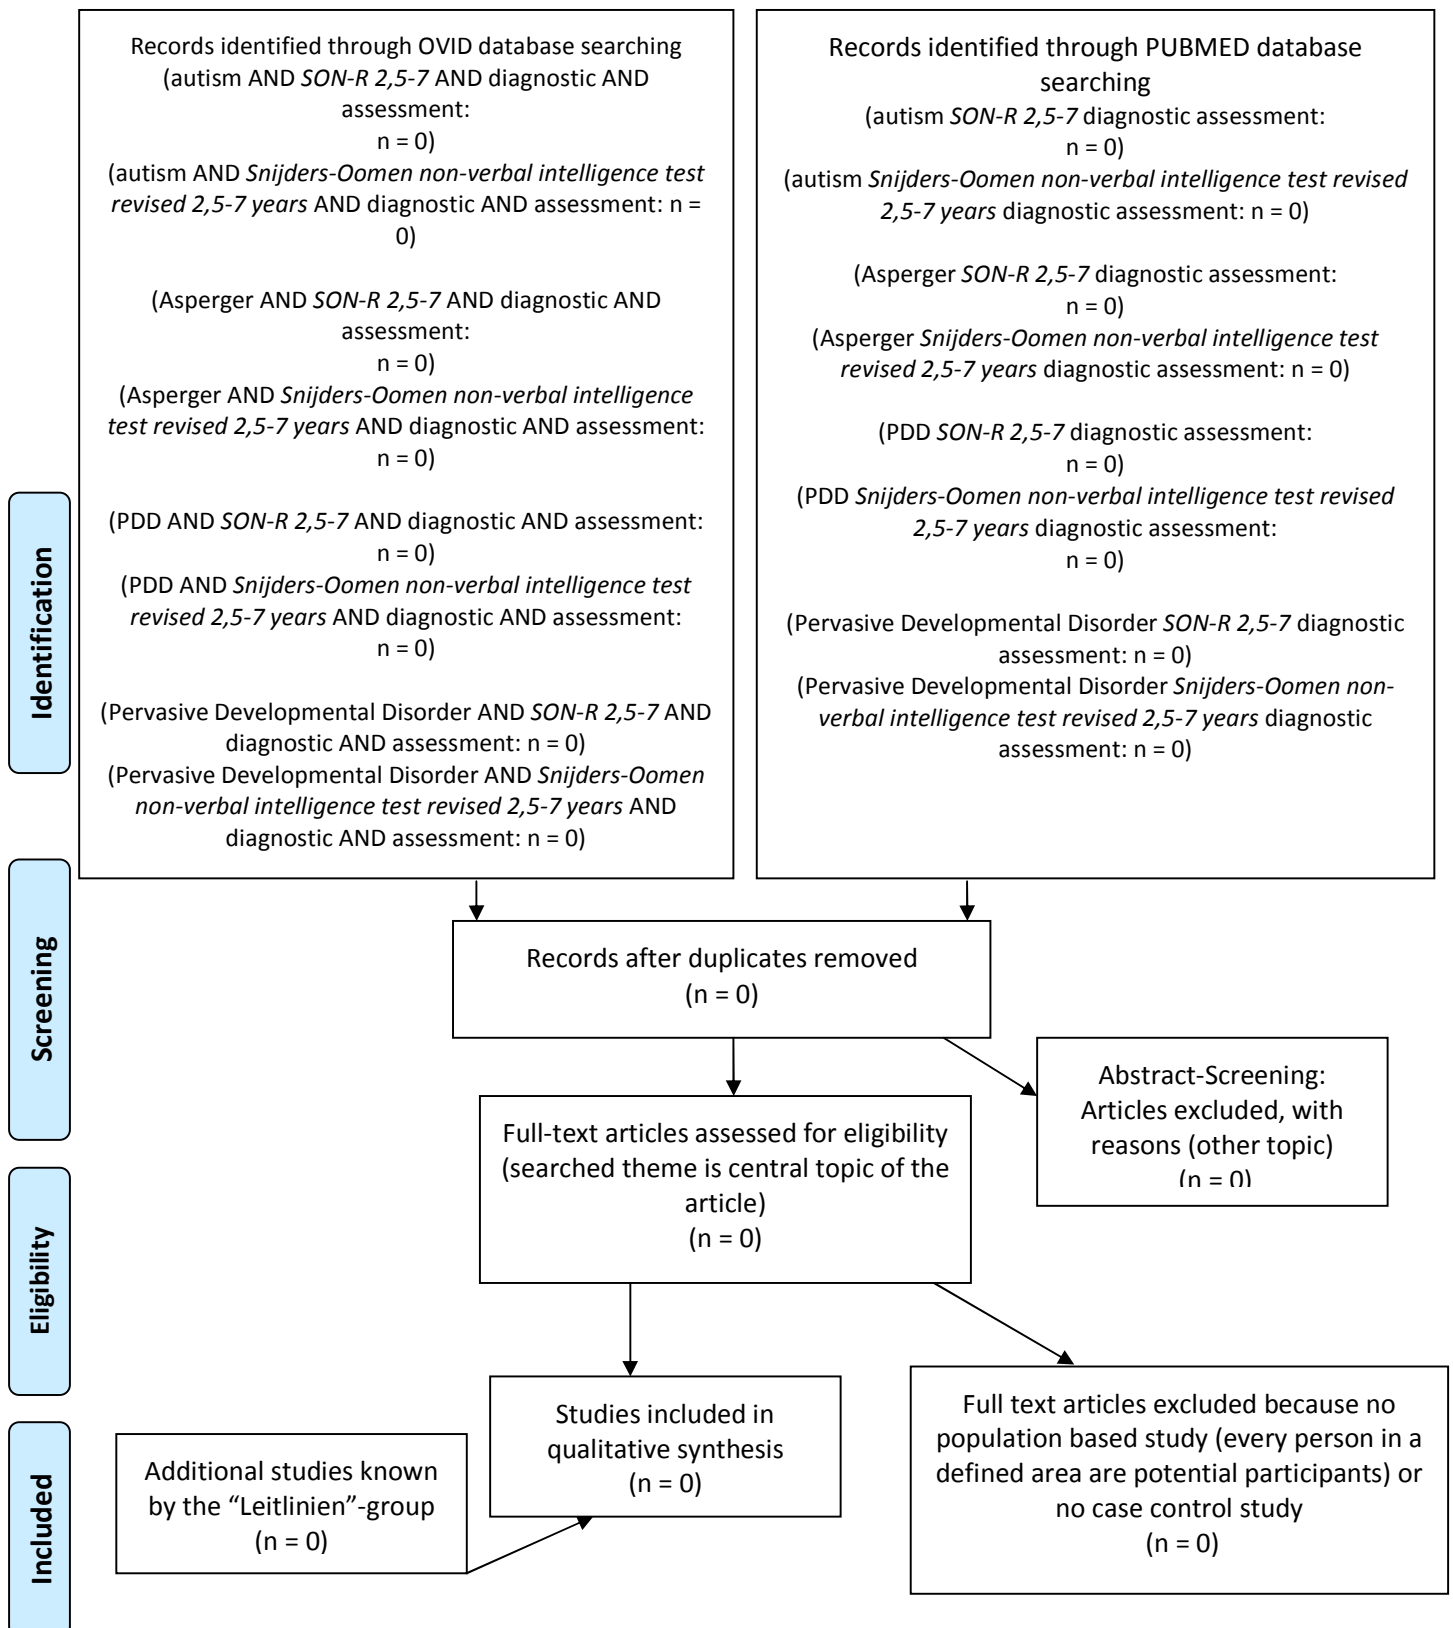 Records identified through OVID database searching
(autism AND SON-R 2,5-7 AND diagnostic AND
assessment:
n = 0)
(autism AND Snijders-Oomen non-verbal intelligence test
revised 2,5-7 years AND diagnostic AND assessment: n =
0)
(Asperger AND SON-R 2,5-7 AND diagnostic AND
assessment:
n = 0)
(Asperger AND Snijders-Oomen non-verbal intelligence
test revised 2,5-7 years AND diagnostic AND assessment:
n = 0)
(PDD AND SON-R 2,5-7 AND diagnostic AND assessment:
n = 0)
(PDD AND Snijders-Oomen non-verbal intelligence test
revised 2,5-7 years AND diagnostic AND assessment:
n = 0)
(Pervasive Developmental Disorder AND SON-R 2,5-7 AND
diagnostic AND assessment: n = 0)
(Pervasive Developmental Disorder AND Snijders-Oomen
non-verbal intelligence test revised 2,5-7 years AND
diagnostic AND assessment: n = 0)
Records identified through PUBMED database
searching
(autism SON-R 2,5-7 diagnostic assessment:
n = 0)
(autism Snijders-Oomen non-verbal intelligence test revised
2,5-7 years diagnostic assessment: n = 0)
(Asperger SON-R 2,5-7 diagnostic assessment:
n = 0)
(Asperger Snijders-Oomen non-verbal intelligence test
revised 2,5-7 years diagnostic assessment: n = 0)
(PDD SON-R 2,5-7 diagnostic assessment:
n = 0)
(PDD Snijders-Oomen non-verbal intelligence test revised
2,5-7 years diagnostic assessment:
n = 0)
(Pervasive Developmental Disorder SON-R 2,5-7 diagnostic
assessment: n = 0)
(Pervasive Developmental Disorder Snijders-Oomen non-
verbal intelligence test revised 2,5-7 years diagnostic
assessment: n = 0)
Identification
Screening
Records after duplicates removed
(n = 0)
Abstract-Screening:
Articles excluded, with
reasons (other topic)
(n = 0)
Full-text articles assessed for eligibility
(searched theme is central topic of the
article)
(n = 0)
Eligibility
Studies included in
qualitative synthesis
(n = 0)
Full text articles excluded because no
population based study (every person in a
defined area are potential participants) or
no case control study
(n = 0)
Included
Additional studies known
by the “Leitlinien”-group
(n = 0)